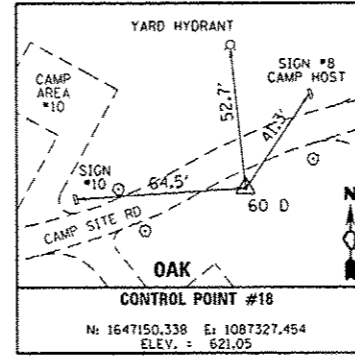 YARD HYDRANT
SIGN #8
CAMP HOST
CAMP
AREA
#10
52.7'
41.3'
SIGN
#10
64.5'
60 D
CAMP SITE RD
N
OAK
CONTROL POINT #18
N: 1647150.338 E: 1087327.454
ELEV. = 621.05